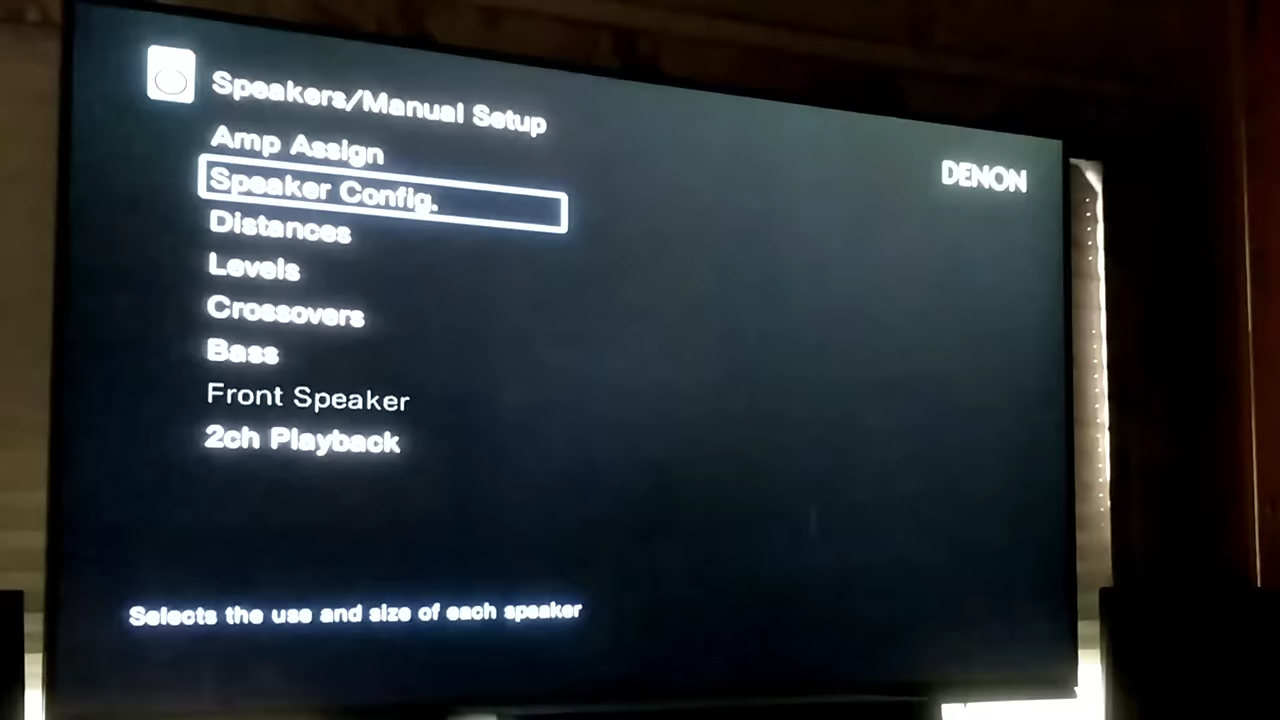 Speakers/Manual Setup
DENON
Amp Assign
Speaker Config.
Distances
Levels
Crossovers
Bass
Front Speaker
2ch Playback
Selects the use and size of each speaker